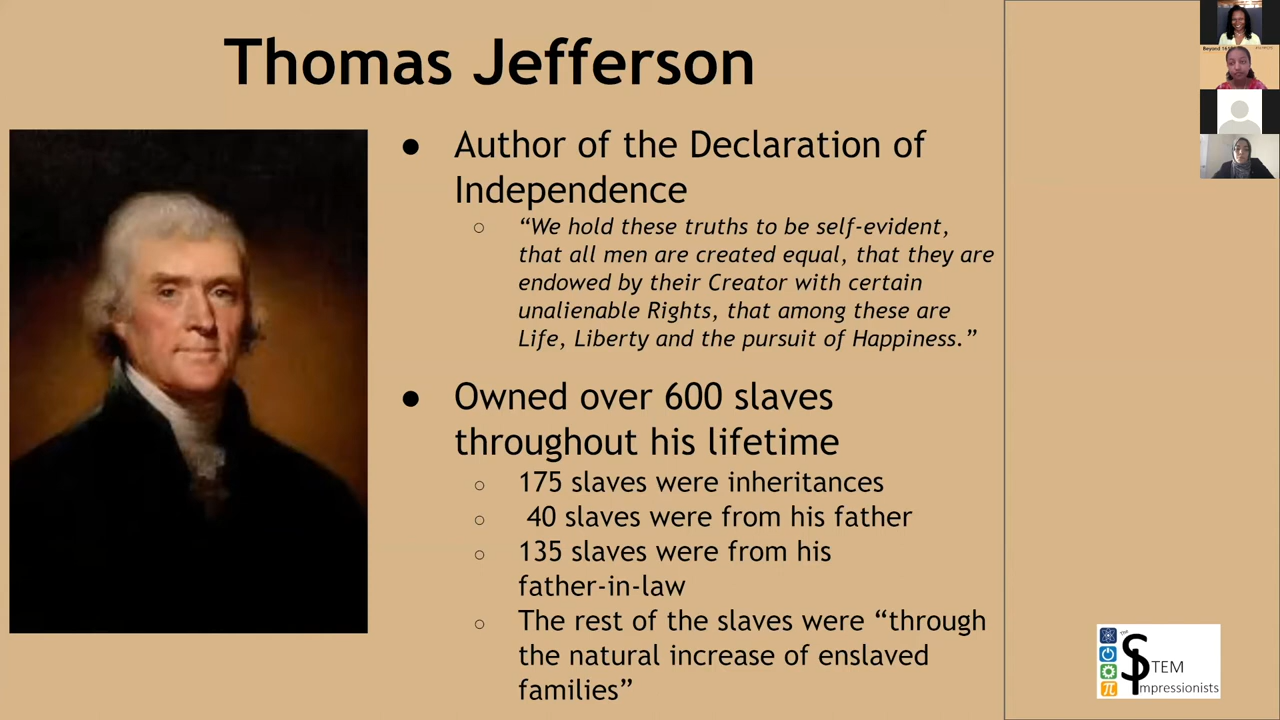 Thomas Jefferson
● Author of the Declaration of
Independence
○ “We hold these truths to be self-evident,
that all men are created equal, that they are
endowed by their Creator with certain
unalienable Rights, that among these are
Life, Liberty and the pursuit of Happiness.”
● Owned over 600 slaves
throughout his lifetime
○ 175 slaves were inheritances
○ 40 slaves were from his father
○ 135 slaves were from his
father-in-law
○ The rest of the slaves were “through
the natural increase of enslaved
families”
The
STEM
Impressionists